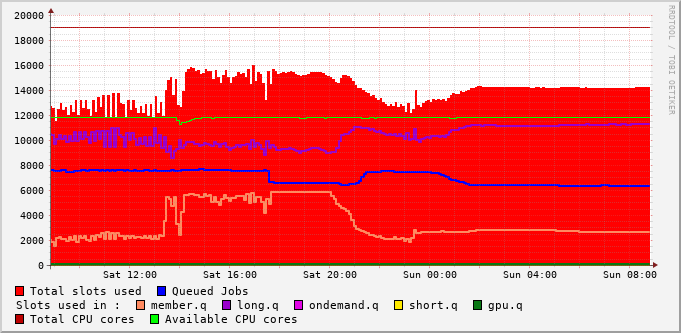 20000
18000
16000
14000
12000
10000
8000
6000
4000
2000
0
Sat 12:00 Sat 16:00 Sat 20:00 Sun 00:00 Sun 04:00 Sun 08:00
RRDTOOL / TOBI OETIKER
Total slots used Queued Jobs
Slots used in : member.q long.q ondemand.q short.q gpu.q
Total CPU cores Available CPU cores